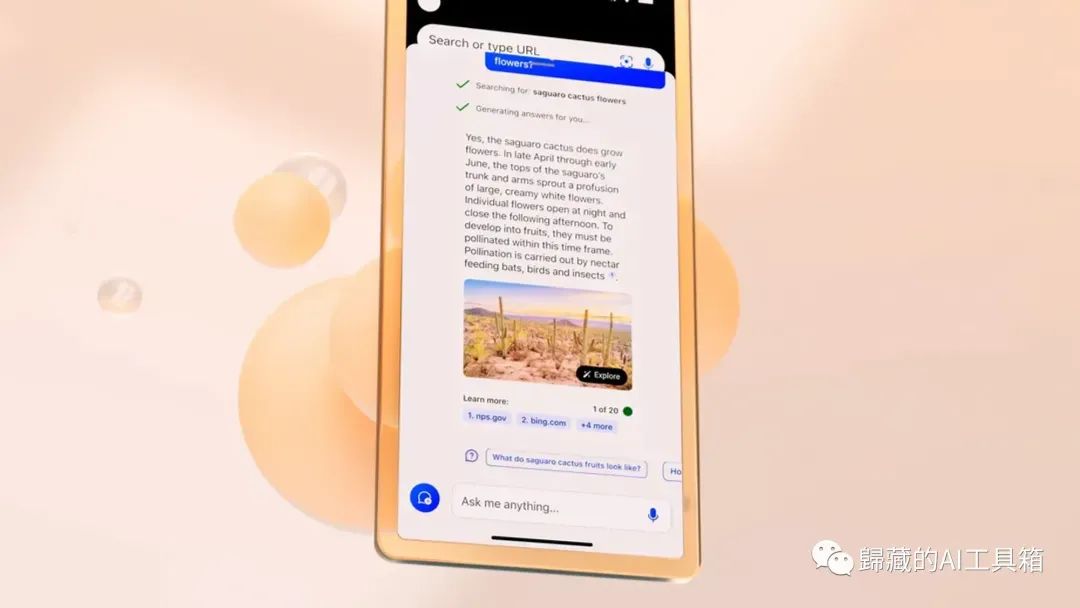 Search or type URL
flowers?
Searching for: saguaro cactus flowers
Generating answers for you...
Yes, the saguaro cactus does grow
flowers. In late April through early
June, the tops of the saguaro's
trunk and arms sprout a profusion
of large, creamy white flowers.
Individual flowers open at night and
close the following afternoon. To
develop into fruits, they must be
pollinated within this time frame.
Pollination is carried out by nectar
feeding bats, birds and insects
Explore
Learn more:
1 of 20
1. nps.gov
2. bing.com
+4 more
What do saguaro cactus fruits look like?
Ho
Ask me anything...
歸藏的AI工具箱